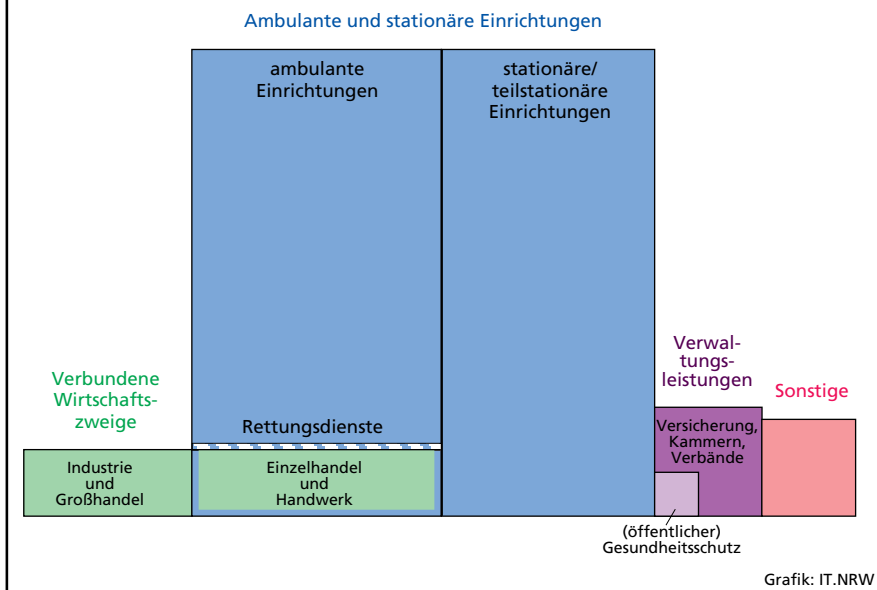 Ambulante und stationäre Einrichtungen
ambulante
Einrichtungen
stationäre/
teilstationäre
Einrichtungen
Verbundene
Wirtschafts-
zweige
Rettungsdienste
Industrie
und
Großhandel
Einzelhandel
und
Handwerk
Verwal-
tungs-
leistungen
Sonstige
Versicherung,
Kammern,
Verbände
(öffentlicher)
Gesundheitsschutz
Grafik: IT.NRW